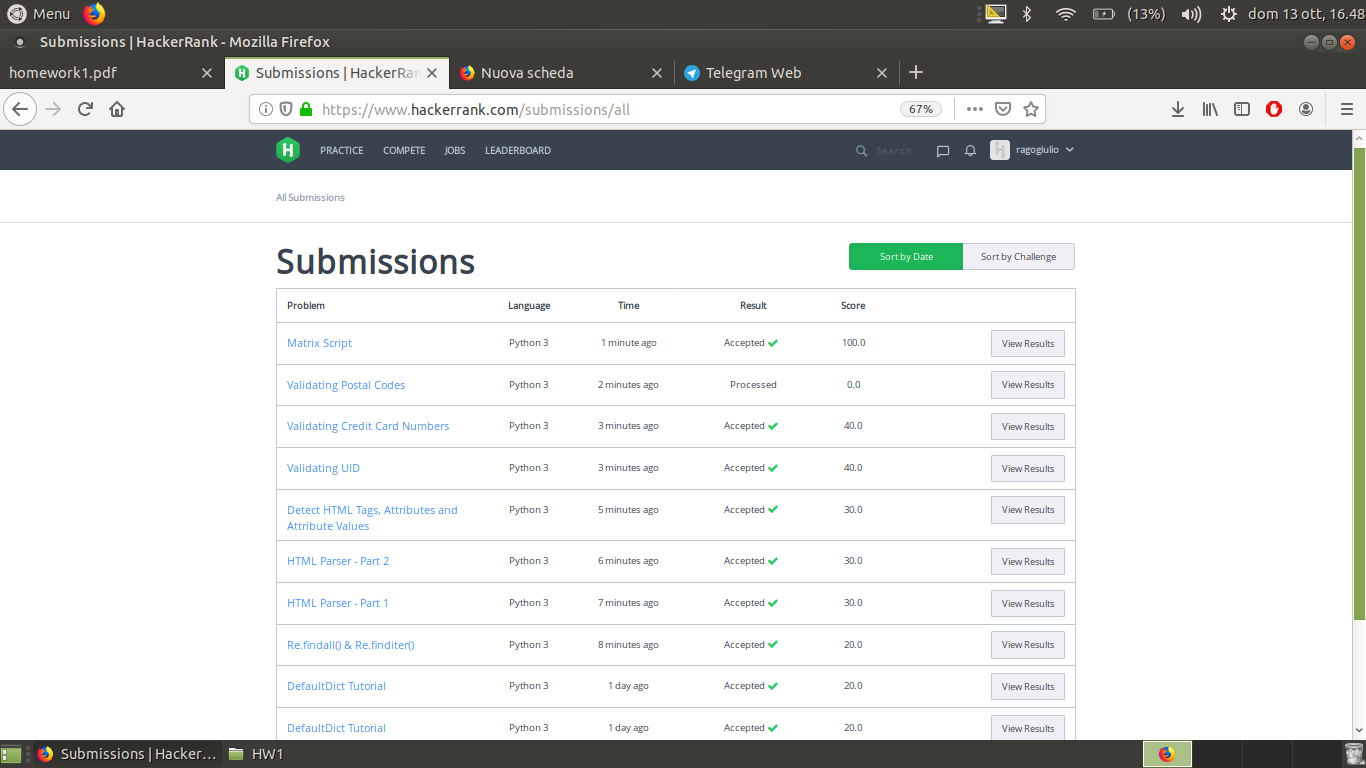 Menu (13%) dom 13 ott, 16.48
Submissions | HackerRank - Mozilla Firefox
homework1.pdf Submissions | HackerRan Nuova scheda Telegram Web
https://www.hackerrank.com/submissions/all 67%
H PRACTICE COMPETE JOBS LEADERBOARD Search H ragogiulio
All Submissions
Submissions Sort by Date Sort by Challenge
Problem Language Time Result Score
Matrix Script Python 3 1 minute ago Accepted 100.0 View Results
Validating Postal Codes Python 3 2 minutes ago Processed 0.0 View Results
Validating Credit Card Numbers Python 3 3 minutes ago Accepted 40.0 View Results
Validating UID Python 3 3 minutes ago Accepted 40.0 View Results
Detect HTML Tags, Attributes and Python 3 5 minutes ago Accepted 30.0 View Results
Attribute Values
HTML Parser - Part 2 Python 3 6 minutes ago Accepted 30.0 View Results
HTML Parser - Part 1 Python 3 7 minutes ago Accepted 30.0 View Results
Re.findall() & Re.finditer() Python 3 8 minutes ago Accepted 20.0 View Results
DefaultDict Tutorial Python 3 1 day ago Accepted 20.0 View Results
DefaultDict Tutorial Python 3 1 day ago Accepted 20.0 View Results
Submissions | Hacker... HW1